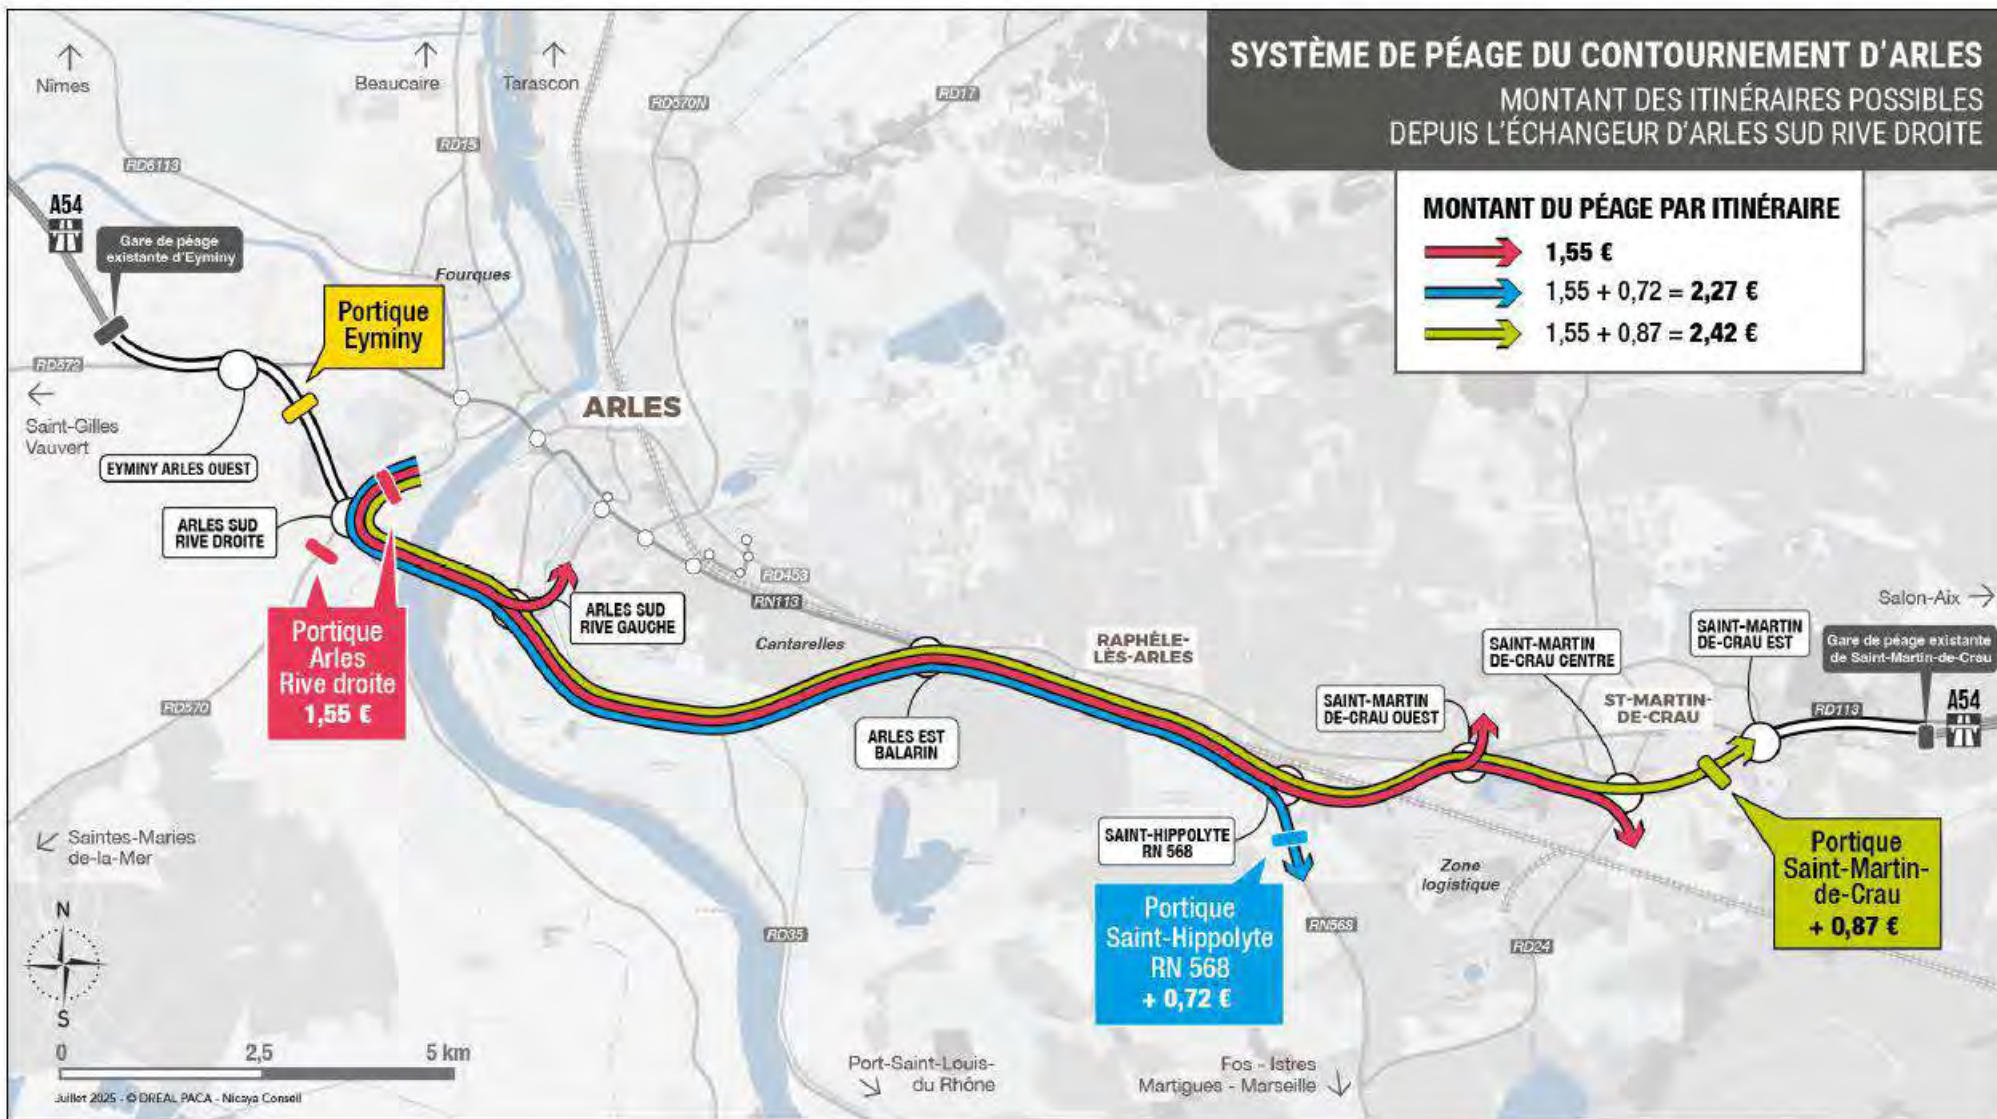 SYSTÈME DE PÉAGE DU CONTOURNEMENT D'ARLES
MONTANT DES ITINÉRAIRES POSSIBLES
DEPUIS L'ÉCHANGEUR D'ARLES SUD RIVE DROITE
MONTANT DU PÉAGE PAR ITINÉRAIRE
1,55 €
1,55 + 0,72 = 2,27 €
1,55 + 0,87 = 2,42 €
Nîmes
Beaucaire
Tarascon
RD570N
RD17
RD15
RD6113
A54
Gare de péage
existante d'Eyminy
Fourques
Portique
Eyminy
RD572
Saint-Gilles
Vauvert
ARLES
EYMINY ARLES OUEST
ARLES SUD
RIVE DROITE
Portique
Arles
Rive droite
1,55 €
RD570
ARLES SUD
RIVE GAUCHE
RD453
RN113
Cantarelles
RAPHÈLE-
LÈS-ARLES
ARLES EST
BALARIN
SAINT-MARTIN
DE-CRAU OUEST
SAINT-MARTIN
DE-CRAU CENTRE
ST-MARTIN-
DE-CRAU
SAINT-MARTIN
DE-CRAU EST
Salon-Aix
Gare de péage existante
de Saint-Martin-de-Crau
RD113
A54
SAINT-HIPPOLYTE
RN 568
Portique
Saint-Hippolyte
RN 568
+ 0,72 €
Zone
logistique
RN568
RD24
Portique
Saint-Martin-
de-Crau
+ 0,87 €
Saintes-Maries
de-la-Mer
RD35
Port-Saint-Louis-
du Rhône
Fos - Istres
Martigues - Marseille
N
S
0 2,5 5 km
Juillet 2025 - © DREAL PACA - Nicaya Conseil